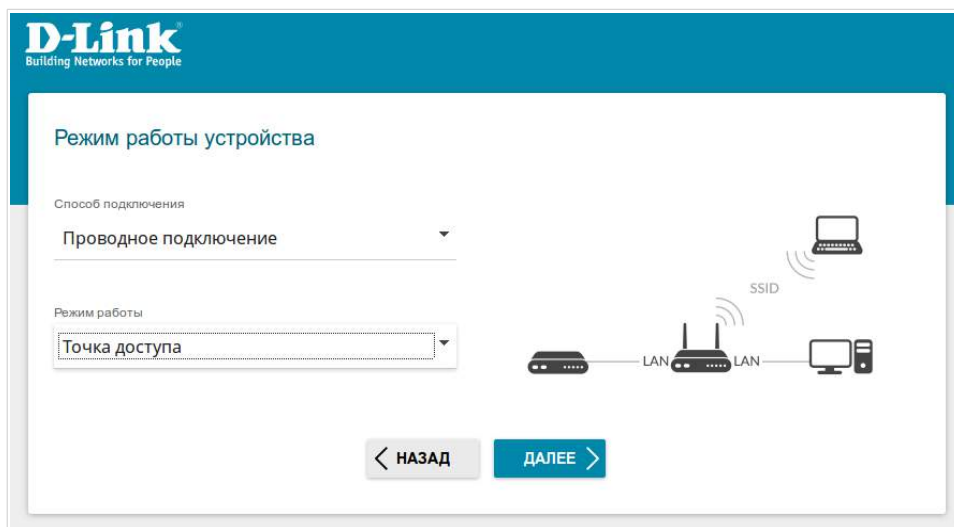 D-Link
Building Networks for People
Режим работы устройства
Способ подключения
Проводное подключение
Режим работы
Точка доступа
SSID
LAN
LAN
НАЗАД
ДАЛЕЕ